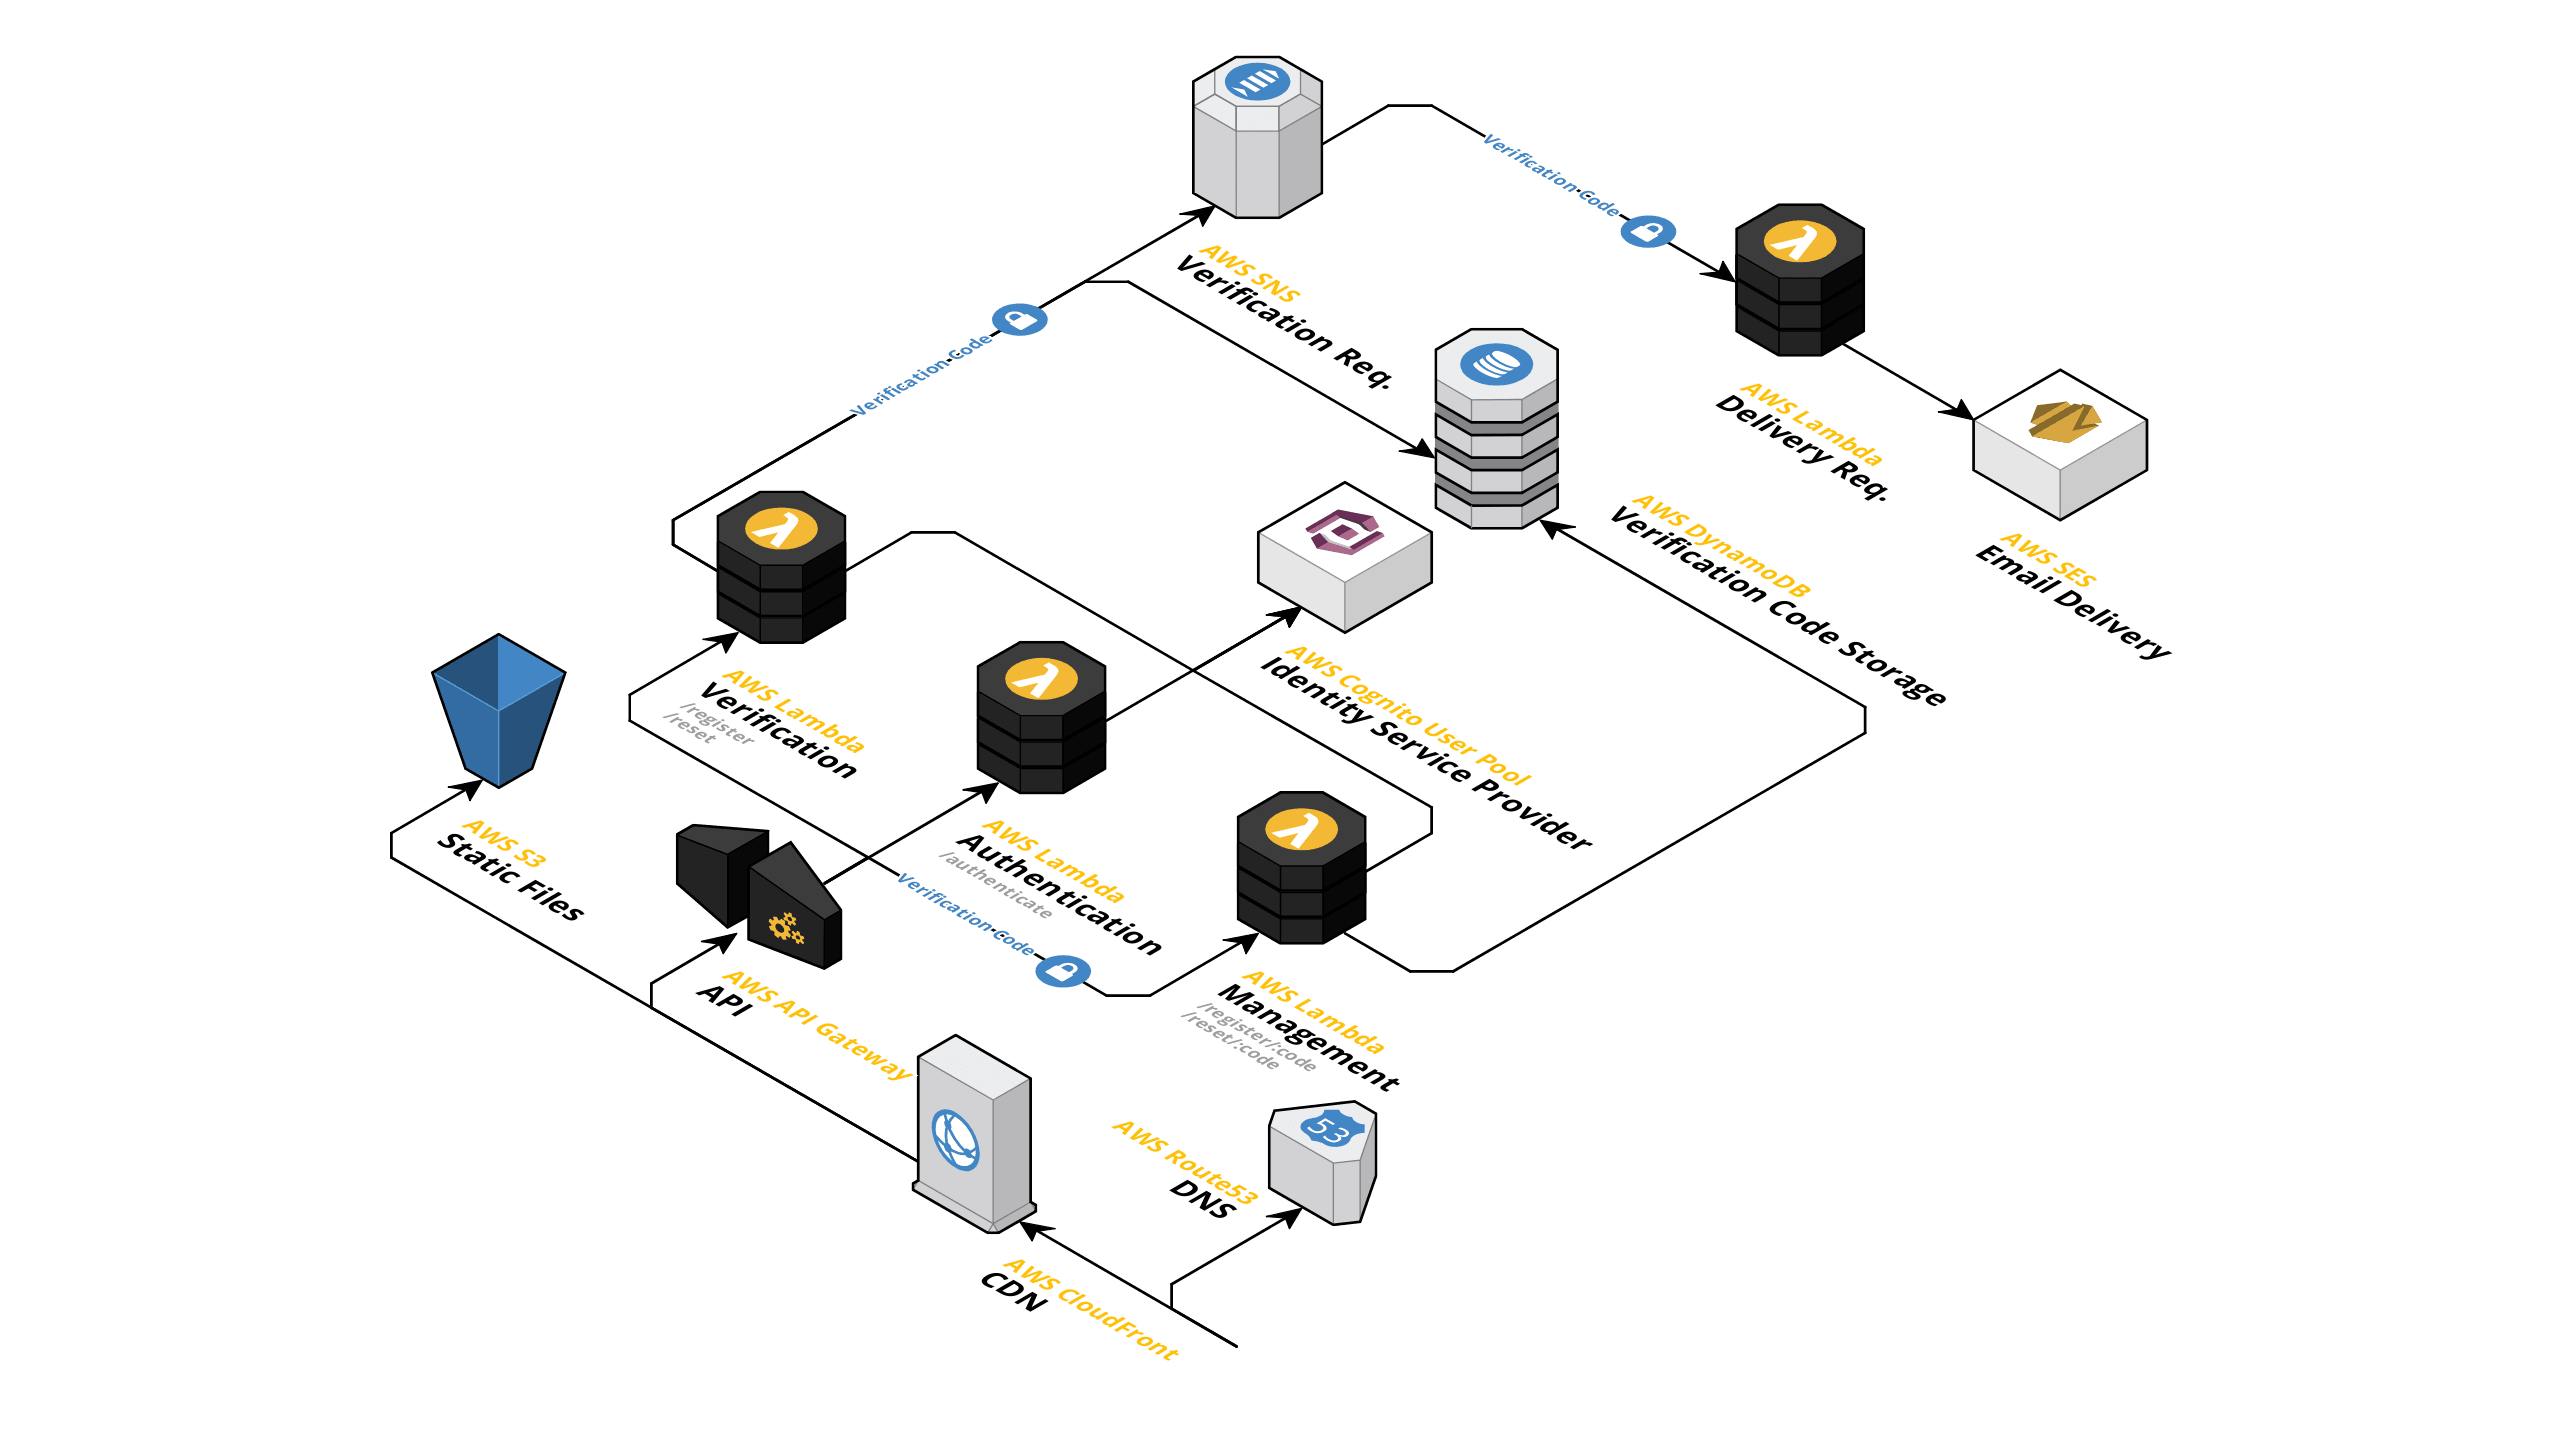 Verification Code
AWS SNS
Verification Req.
Verification Code
AWS Lambda
Delivery Req.
AWS DynamoDB
Verification Code Storage
AWS SES
Email Delivery
AWS Cognito User Pool
Identity Service Provider
AWS Lambda
Verification
/register
/reset
AWS S3
Static Files
AWS Lambda
Authentication
/authenticate
Verification Code
AWS API Gateway
API
AWS Lambda
Management
/register/:code
/reset/:code
53
AWS Route53
DNS
AWS CloudFront
CDN